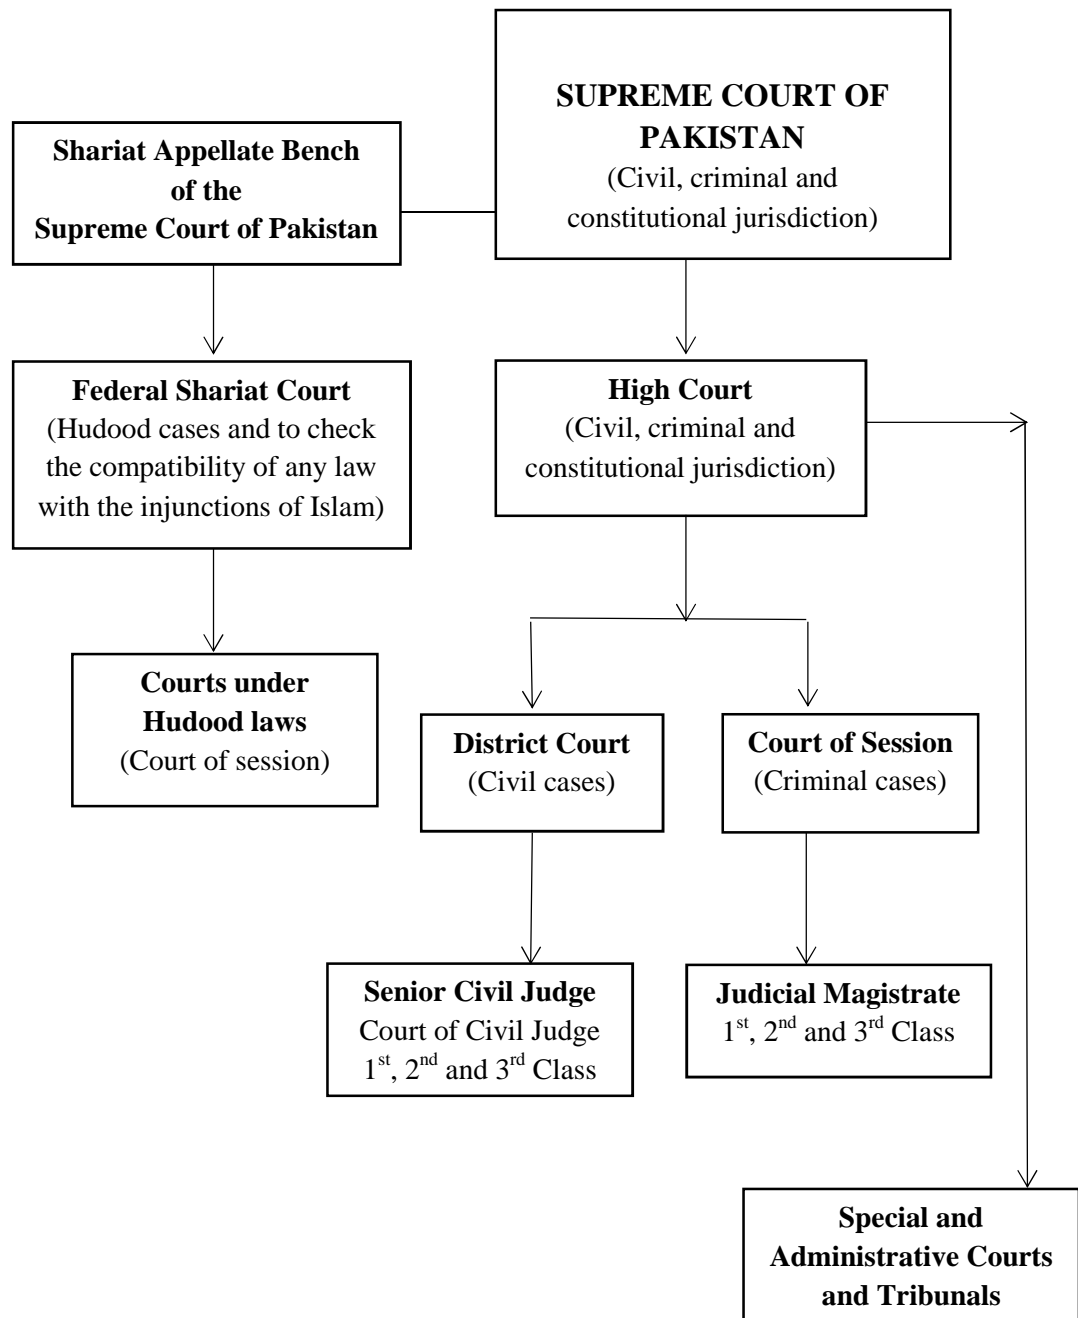 SUPREME COURT OF
PAKISTAN
(Civil, criminal and
constitutional jurisdiction)
Shariat Appellate Bench
of the
Supreme Court of Pakistan
Federal Shariat Court
(Hudood cases and to check
the compatibility of any law
with the injunctions of Islam)
High Court
(Civil, criminal and
constitutional jurisdiction)
Courts under
Hudood laws
(Court of session)
District Court
(Civil cases)
Court of Session
(Criminal cases)
Senior Civil Judge
Court of Civil Judge
1st, 2nd and 3rd Class
Judicial Magistrate
1st, 2nd and 3rd Class
Special and
Administrative Courts
and Tribunals